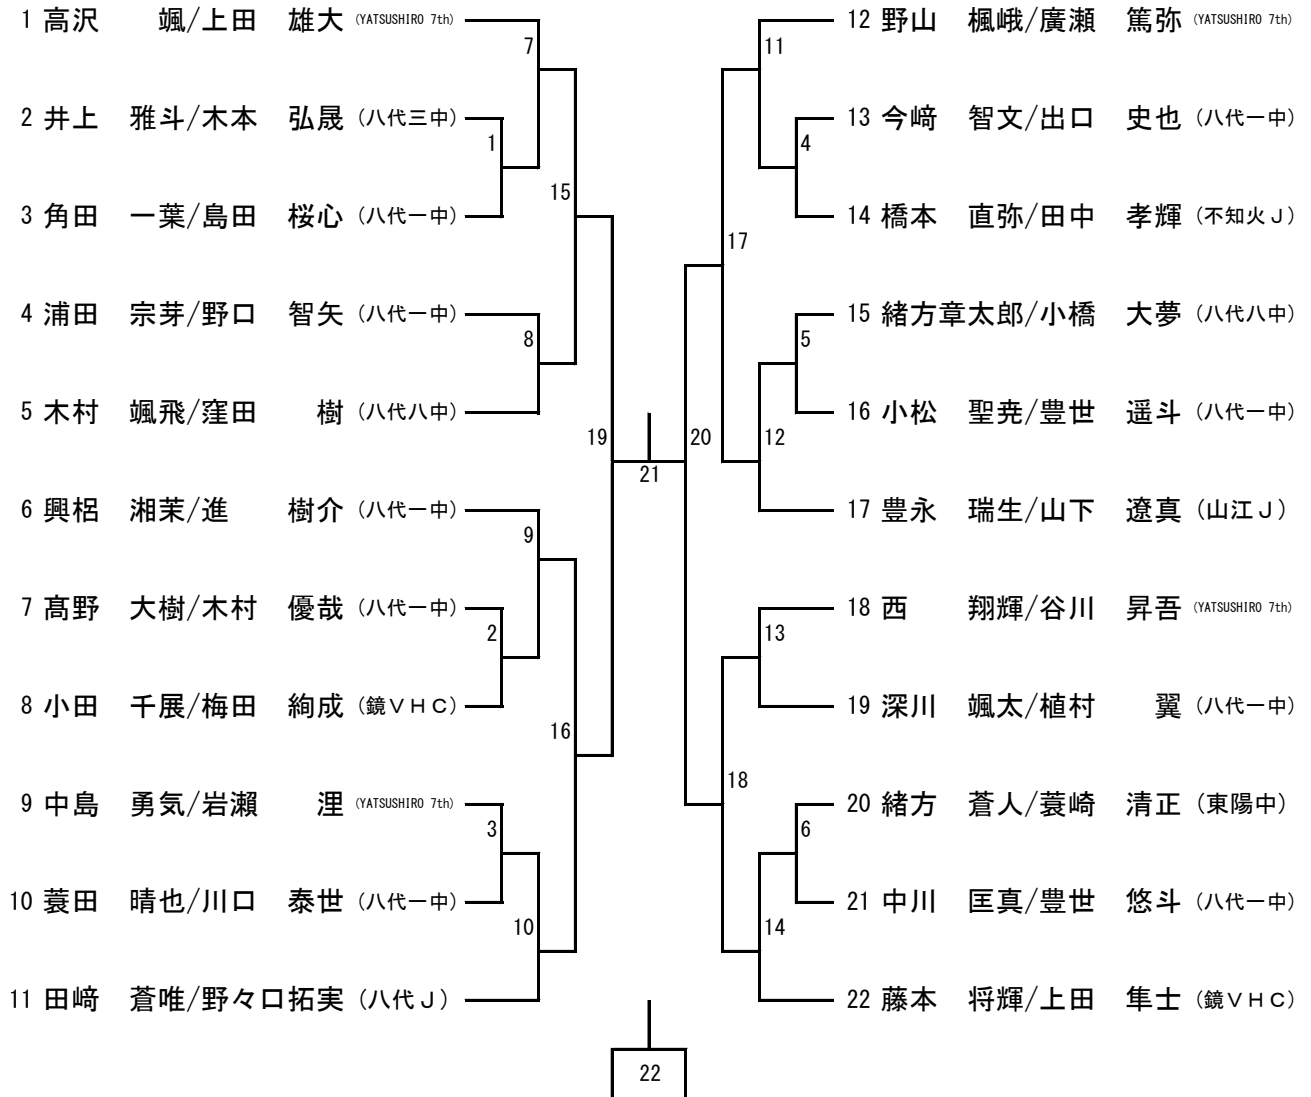 1 高沢　　颯/上田　雄大 (YATSUSHIRO 7th)
2 井上　雅斗/木本　弘晟 (八代三中)
3 角田　一葉/島田　桜心 (八代一中)
4 浦田　宗芽/野口　智矢 (八代一中)
5 木村　颯飛/窪田　　樹 (八代八中)
6 興梠　湘茉/進　　樹介 (八代一中)
7 髙野　大樹/木村　優哉 (八代一中)
8 小田　千展/梅田　絢成 (鏡ＶＨＣ)
9 中島　勇気/岩瀬　　浬 (YATSUSHIRO 7th)
10 蓑田　晴也/川口　泰世 (八代一中)
11 田﨑　蒼唯/野々口拓実 (八代Ｊ)
7
1
15
8
19
9
2
16
3
10
21
22
12 野山　楓峨/廣瀬　篤弥 (YATSUSHIRO 7th)
13 今﨑　智文/出口　史也 (八代一中)
14 橋本　直弥/田中　孝輝 (不知火Ｊ)
15 緒方章太郎/小橋　大夢 (八代八中)
16 小松　聖尭/豊世　遥斗 (八代一中)
17 豊永　瑞生/山下　遼真 (山江Ｊ)
18 西　　翔輝/谷川　昇吾 (YATSUSHIRO 7th)
19 深川　颯太/植村　　翼 (八代一中)
20 緒方　蒼人/蓑崎　清正 (東陽中)
21 中川　匡真/豊世　悠斗 (八代一中)
22 藤本　将輝/上田　隼士 (鏡ＶＨＣ)
11
4
17
5
20
12
13
18
6
14